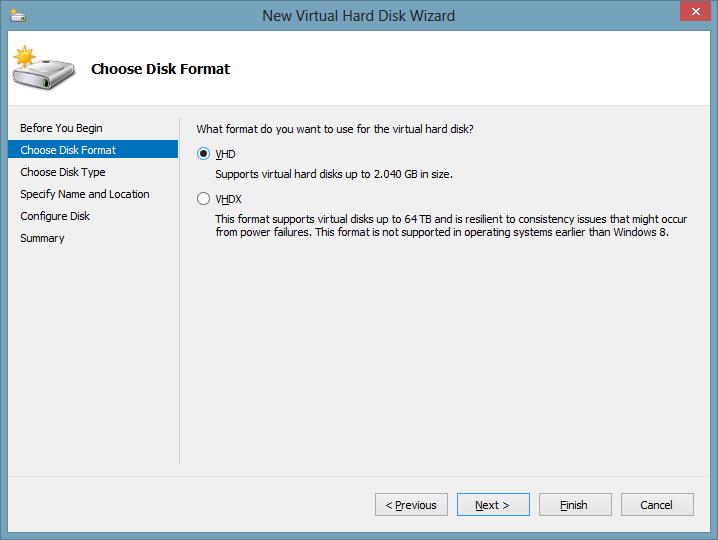 New Virtual Hard Disk Wizard
Choose Disk Format
Before You Begin
Choose Disk Format
Choose Disk Type
Specify Name and Location
Configure Disk
Summary
What format do you want to use for the virtual hard disk?
VHD
Supports virtual hard disks up to 2.040 GB in size.
VHDX
This format supports virtual disks up to 64 TB and is resilient to consistency issues that might occur
from power failures. This format is not supported in operating systems earlier than Windows 8.
< Previous
Next >
Finish
Cancel